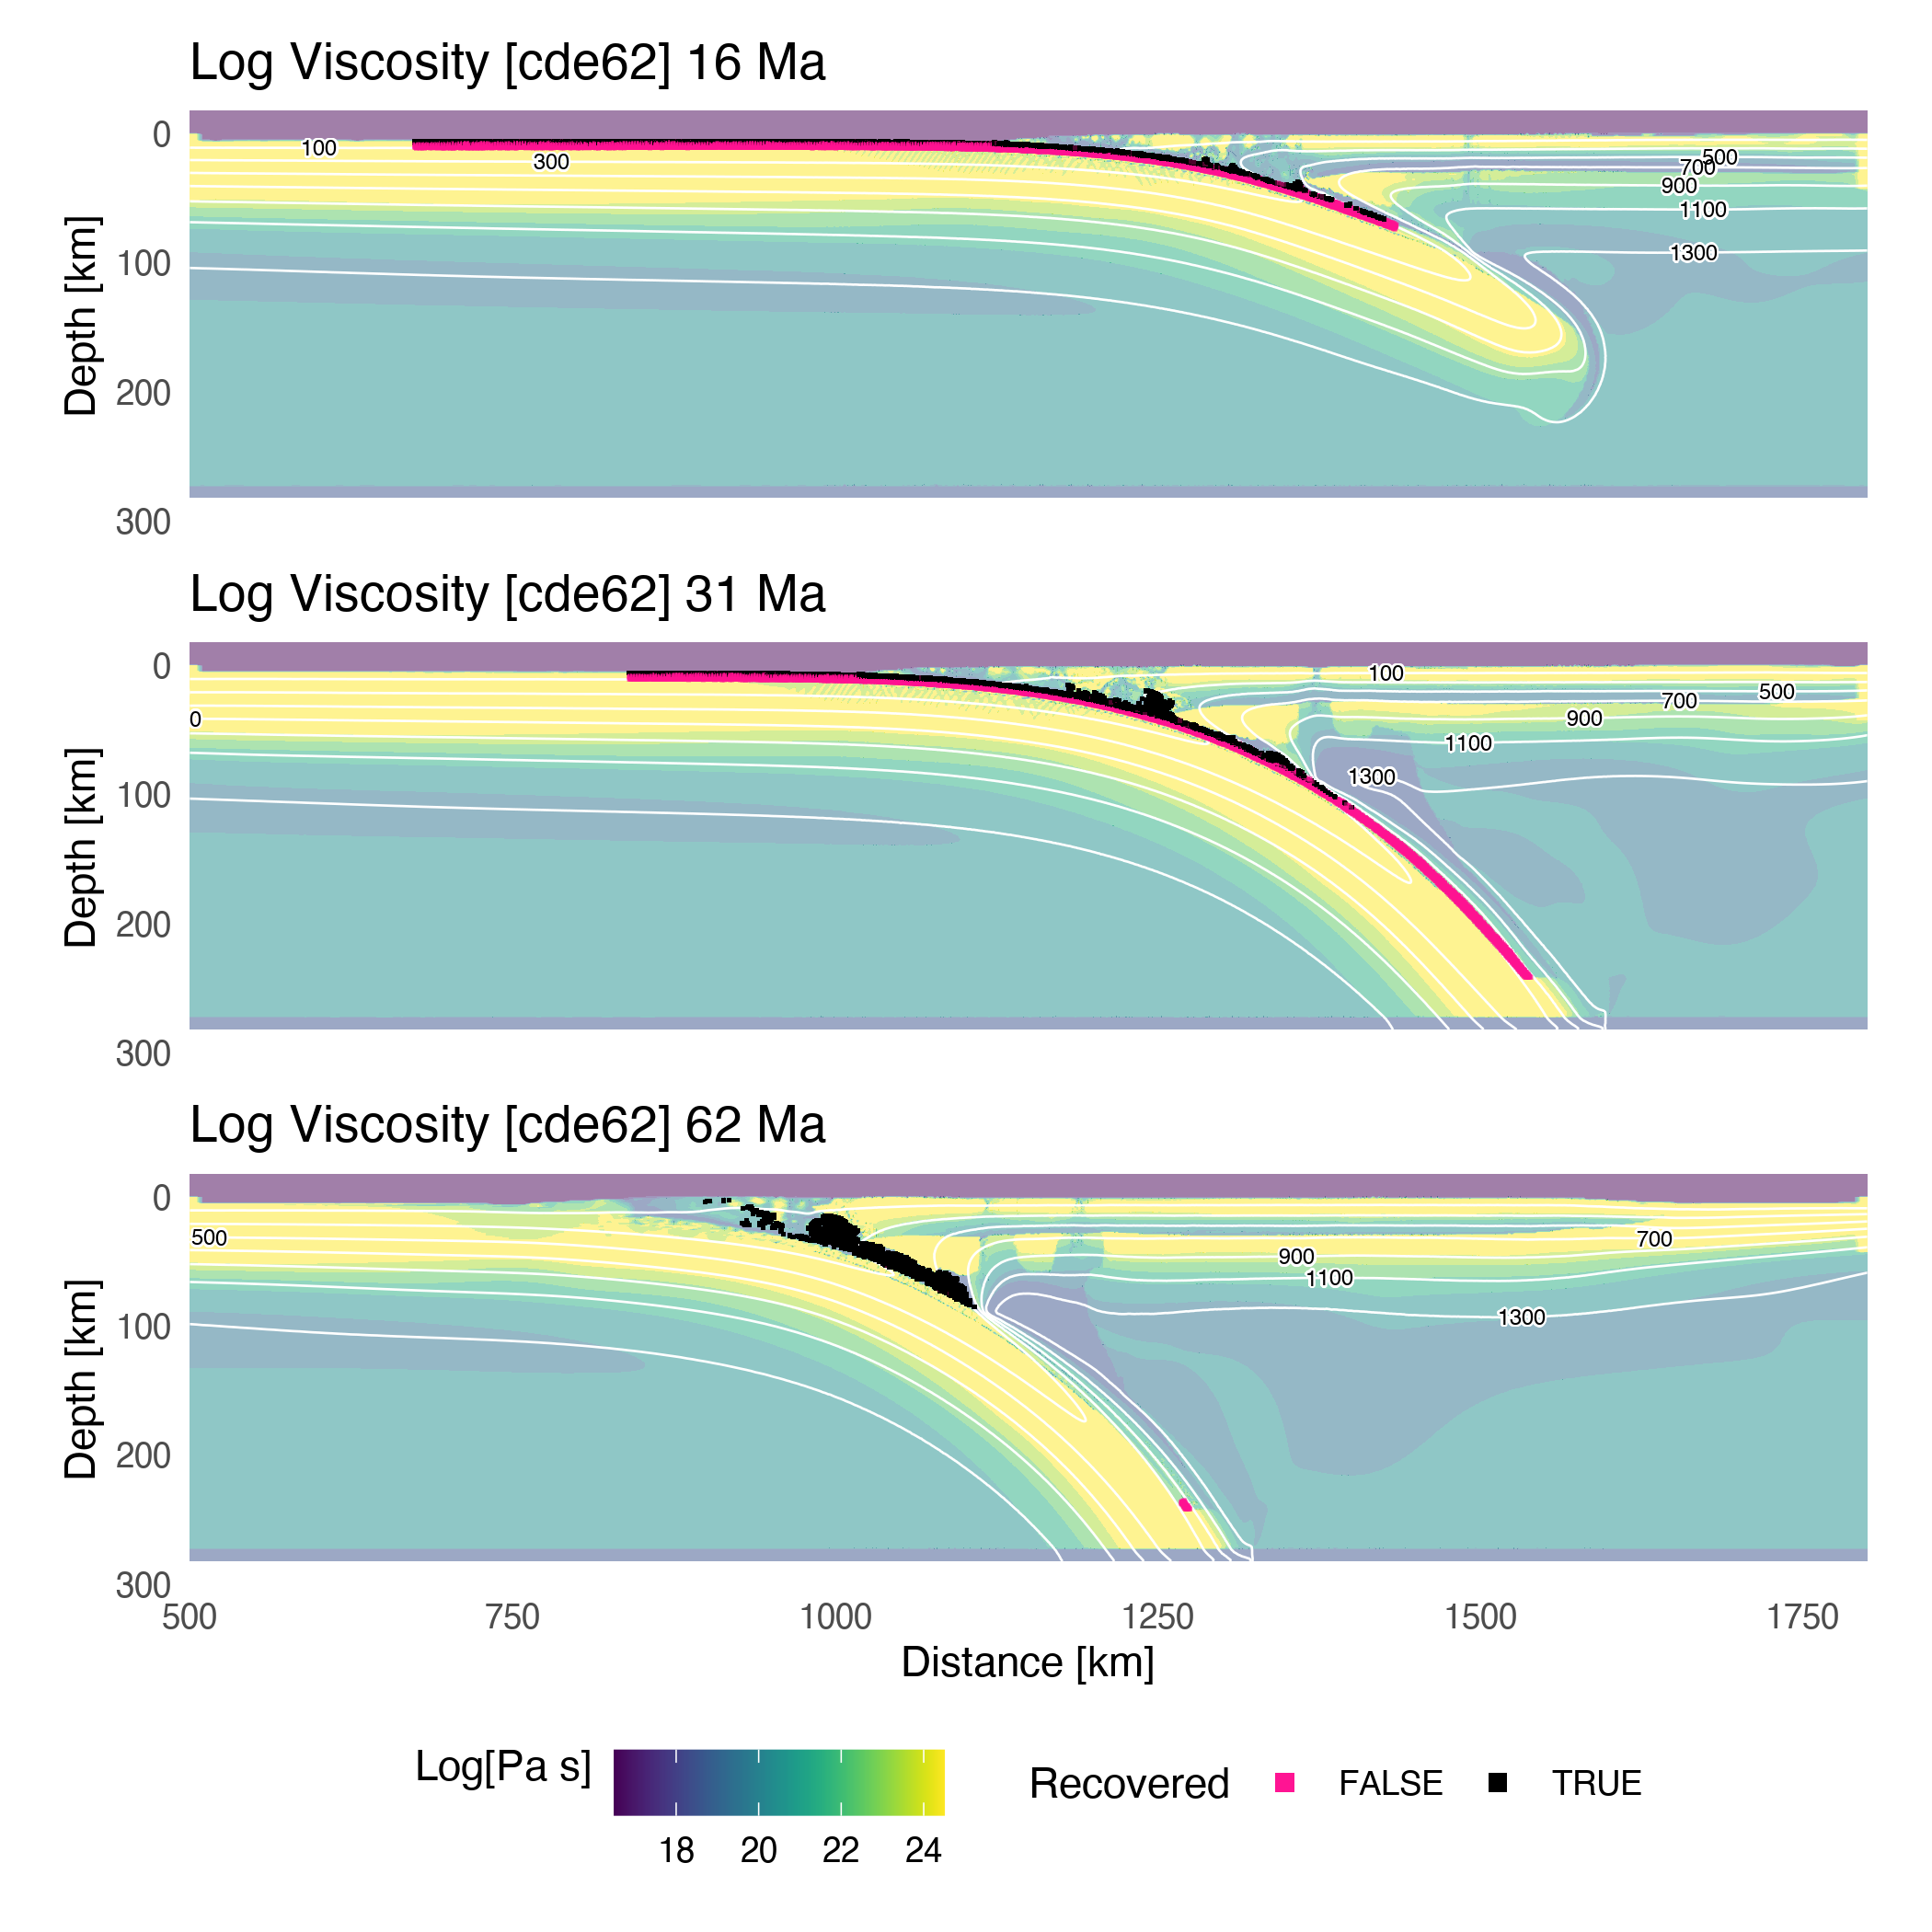 Log Viscosity [cde62] 16 Ma
0
100
200
300
Depth [km]
100
300
500
700
900
1100
1300
Log Viscosity [cde62] 31 Ma
0
100
200
300
Depth [km]
0
100
500
700
900
1100
1300
Log Viscosity [cde62] 62 Ma
0
100
200
300
Depth [km]
500
700
900
1100
1300
500 750 1000 1250 1500 1750
Distance [km]
Log[Pa s]
18 20 22 24
Recovered FALSE TRUE